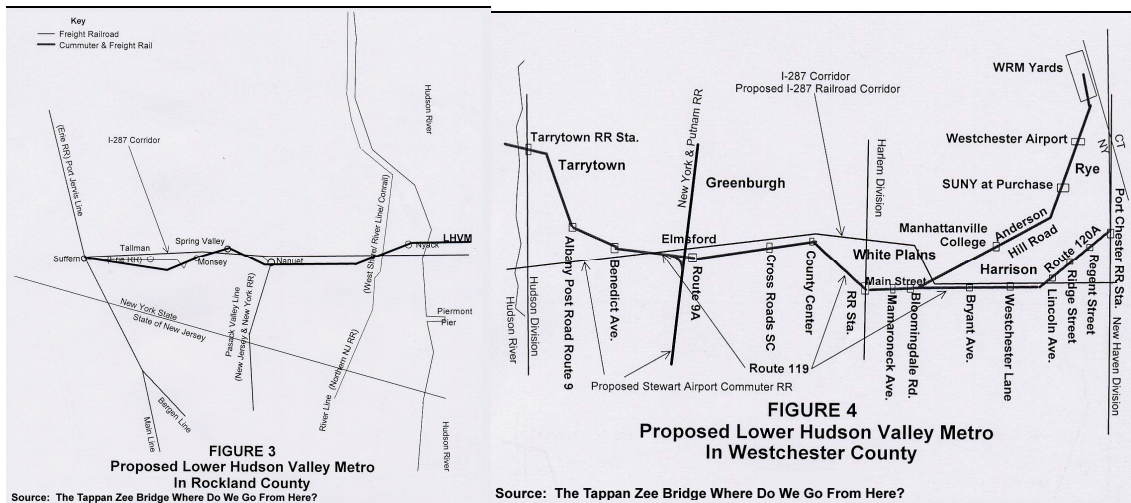 Key
Freight Railroad
Cummuter & Freight Rail
(Erie RR) Port Jervis Line
I-287 Corridor
Hudson River
(West Shore/ River Line/ Conrail)
Tallman
Spring Valley
LHVM
Nyack
Suffern
(Erie RR)
Monsey
Nanuet
New York State
State of New Jersey
Pasack Valley Line
(New Jersey & New York RR)
Piermont
Pier
River Line (Northern NJ RR)
Bergen Line
Main Line
Hudson River
FIGURE 3
Proposed Lower Hudson Valley Metro
In Rockland County
Source: The Tappan Zee Bridge Where Do We Go From Here?
I-287 Corridor
Proposed I-287 Railroad Corridor
WRM Yards
Tarrytown RR Sta.
Tarrytown
New York & Putnam RR
Greenburgh
Harlem Division
Westchester Airport
CT
NY
Rye
SUNY at Purchase
Port Chester RR Sta.
Manhattanville
College
Anderson
Hill Road
Elmsford
White Plains
Harrison
Route 120A
Main Street
Albany Post Road Route 9
Benedict Ave.
Route 9A
Cross Roads SC
County Center
RR Sta.
Mamaroneck Ave.
Bloomingdale Rd.
Bryant Ave.
Westchester Lane
Lincoln Ave.
Ridge Street
Regent Street
Hudson River
Hudson Division
New Haven Division
Route 119
Proposed Stewart Airport Commuter RR
FIGURE 4
Proposed Lower Hudson Valley Metro
In Westchester County
Source: The Tappan Zee Bridge Where Do We Go From Here?